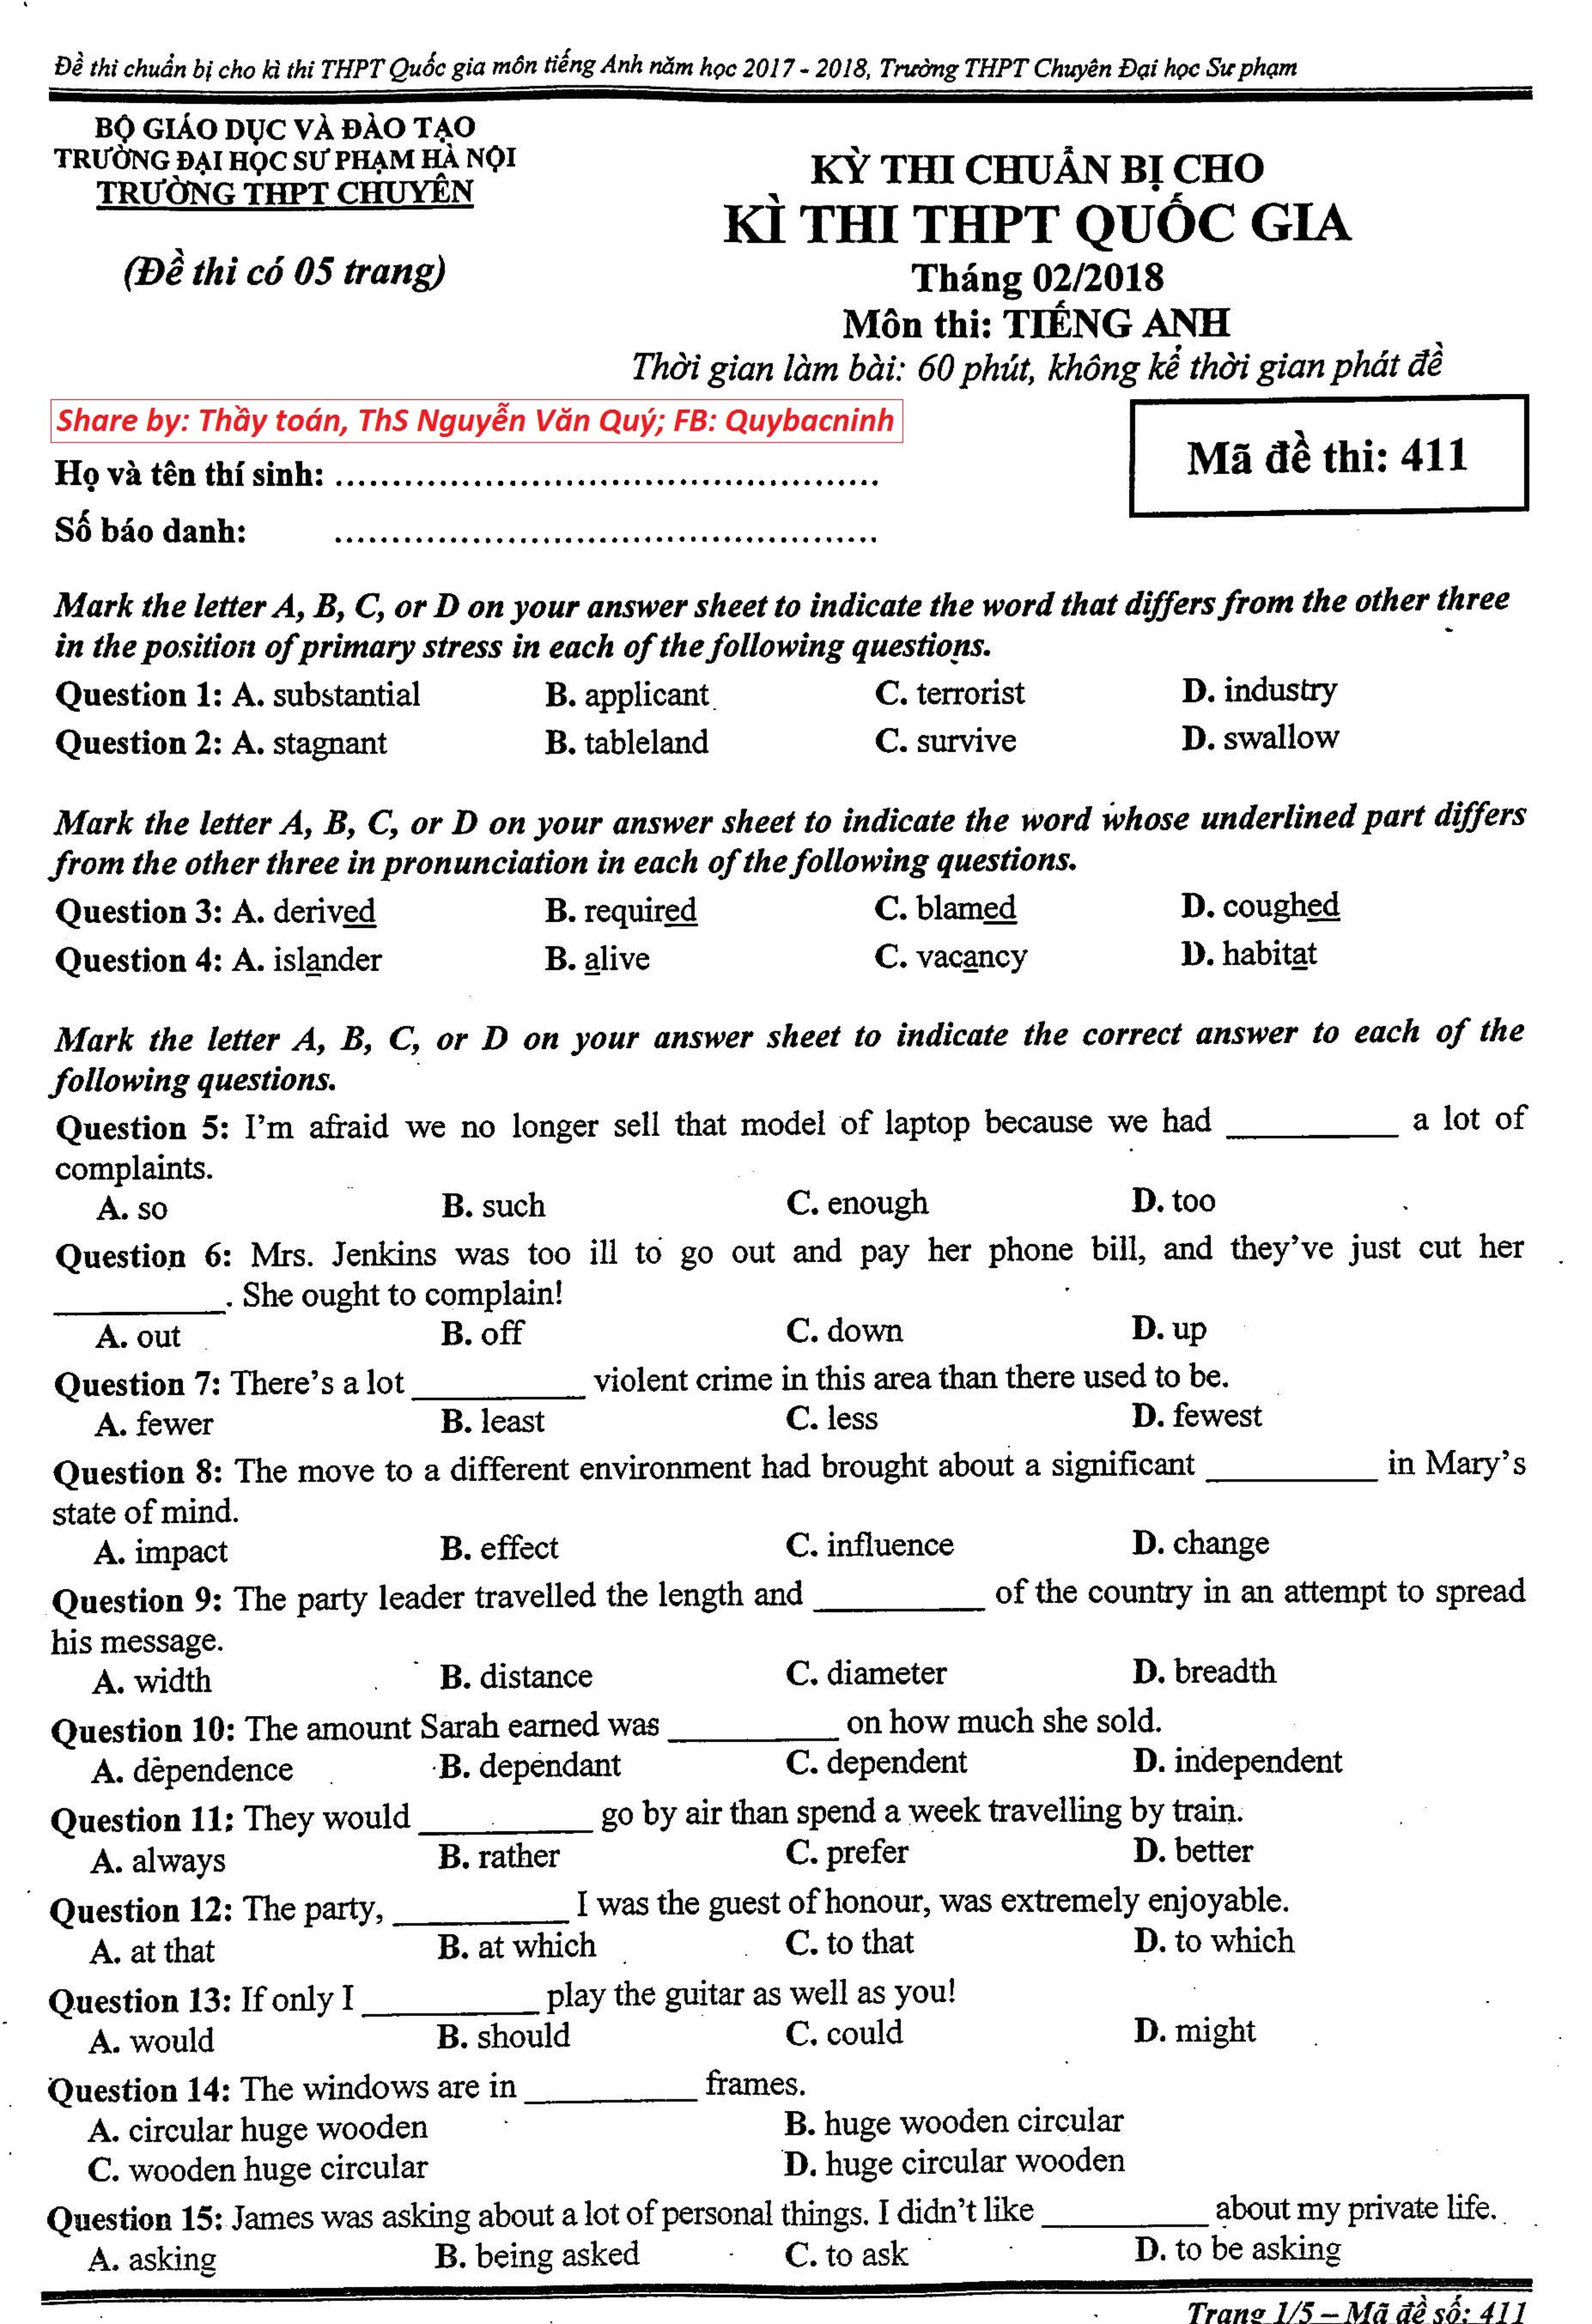 Đề thi chuẩn bị cho kì thi THPT Quốc gia môn tiếng Anh năm học 2017 - 2018, Trường THPT Chuyên Đại học Sư phạm
BỘ GIÁO DỤC VÀ ĐÀO TẠO
TRƯỜNG ĐẠI HỌC SƯ PHẠM HÀ NỘI
TRƯỜNG THPT CHUYÊN
(Đề thi có 05 trang)
KỲ THI CHUẨN BỊ CHO
KÌ THI THPT QUỐC GIA
Tháng 02/2018
Môn thi: TIẾNG ANH
Thời gian làm bài: 60 phút, không kể thời gian phát đề
Share by: Thầy toán, ThS Nguyễn Văn Quý; FB: Quybacninh
Mã đề thi: 411
Họ và tên thí sinh: ................................................
Số báo danh: ................................................
Mark the letter A, B, C, or D on your answer sheet to indicate the word that differs from the other three
in the position of primary stress in each of the following questions.
Question 1: A. substantial B. applicant C. terrorist D. industry
Question 2: A. stagnant B. tableland C. survive D. swallow
Mark the letter A, B, C, or D on your answer sheet to indicate the word whose underlined part differs
from the other three in pronunciation in each of the following questions.
Question 3: A. derived B. required C. blamed D. coughed
Question 4: A. islander B. alive C. vacancy D. habitat
Mark the letter A, B, C, or D on your answer sheet to indicate the correct answer to each of the
following questions.
Question 5: I'm afraid we no longer sell that model of laptop because we had __________ a lot of
complaints.
A. so B. such C. enough D. too
Question 6: Mrs. Jenkins was too ill to go out and pay her phone bill, and they've just cut her
__________. She ought to complain!
A. out B. off C. down D. up
Question 7: There's a lot __________ violent crime in this area than there used to be.
A. fewer B. least C. less D. fewest
Question 8: The move to a different environment had brought about a significant __________ in Mary's
state of mind.
A. impact B. effect C. influence D. change
Question 9: The party leader travelled the length and __________ of the country in an attempt to spread
his message.
A. width B. distance C. diameter D. breadth
Question 10: The amount Sarah earned was __________ on how much she sold.
A. dependence B. dependant C. dependent D. independent
Question 11: They would __________ go by air than spend a week travelling by train.
A. always B. rather C. prefer D. better
Question 12: The party, __________ I was the guest of honour, was extremely enjoyable.
A. at that B. at which C. to that D. to which
Question 13: If only I __________ play the guitar as well as you!
A. would B. should C. could D. might
Question 14: The windows are in __________ frames.
A. circular huge wooden B. huge wooden circular
C. wooden huge circular D. huge circular wooden
Question 15: James was asking about a lot of personal things. I didn't like __________ about my private life.
A. asking B. being asked C. to ask D. to be asking
Trang 1/5 – Mã đề số: 411